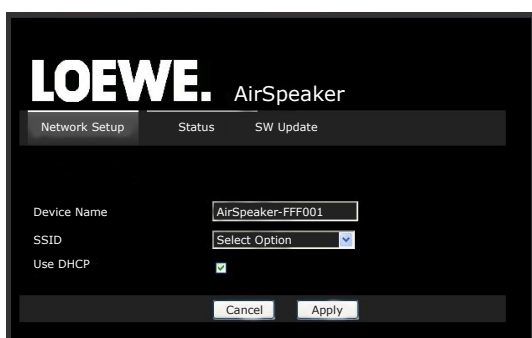 LOEWE. AirSpeaker
Network Setup Status SW Update
Device Name AirSpeaker-FFF001
SSID Select Option
Use DHCP
Cancel Apply